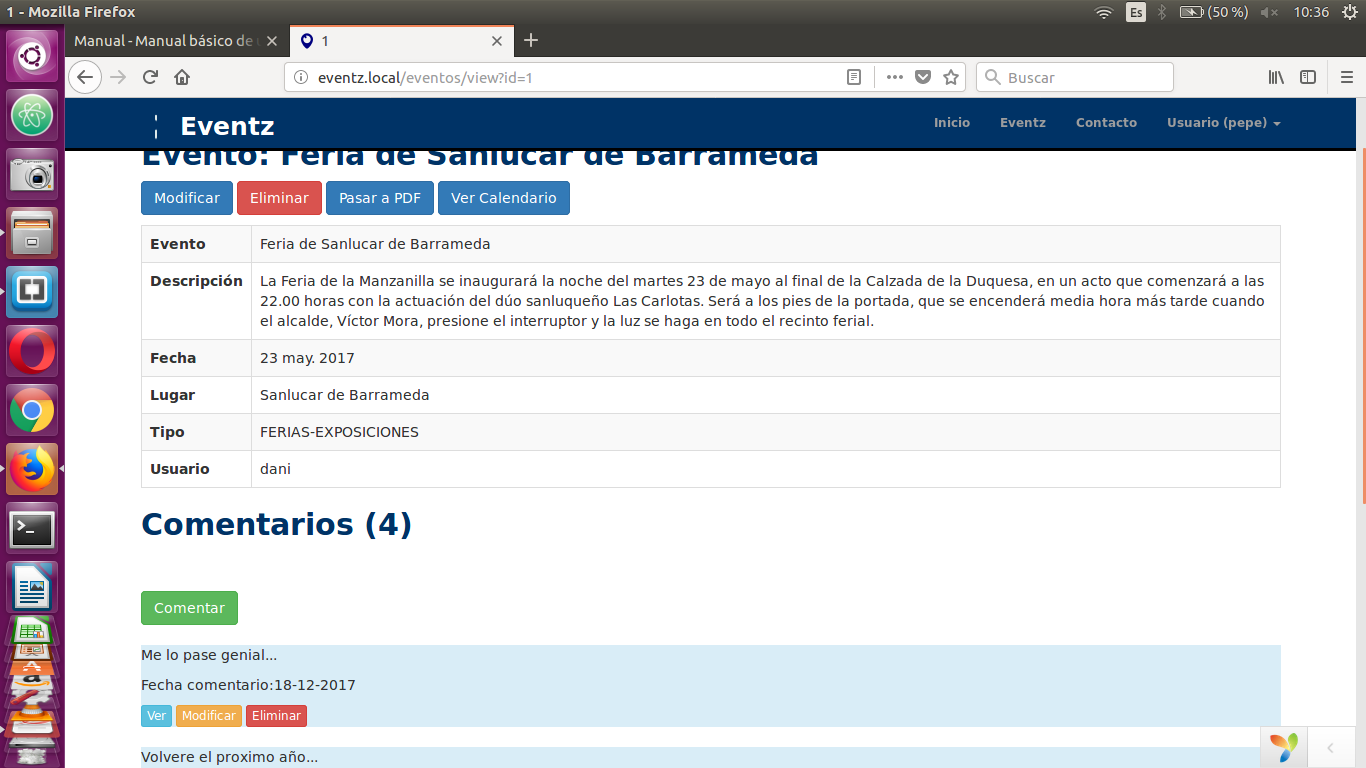 1 - Mozilla Firefox
Es
(50 %)
10:36
Manual - Manual básico de
1
eventz.local/eventos/view?id=1
Buscar
Eventz
Inicio
Eventz
Contacto
Usuario (pepe)
Evento: Feria de Sanlucar de Barrameda
Modificar
Eliminar
Pasar a PDF
Ver Calendario
Evento
Feria de Sanlucar de Barrameda
Descripción
La Feria de la Manzanilla se inaugurará la noche del martes 23 de mayo al final de la Calzada de la Duquesa, en un acto que comenzará a las
22.00 horas con la actuación del dúo sanluqueño Las Carlotas. Será a los pies de la portada, que se encenderá media hora más tarde cuando
el alcalde, Víctor Mora, presione el interruptor y la luz se haga en todo el recinto ferial.
Fecha
23 may. 2017
Lugar
Sanlucar de Barrameda
Tipo
FERIAS-EXPOSICIONES
Usuario
dani
Comentarios (4)
Comentar
Me lo pase genial...
Fecha comentario:18-12-2017
Ver
Modificar
Eliminar
Volvere el proximo año...